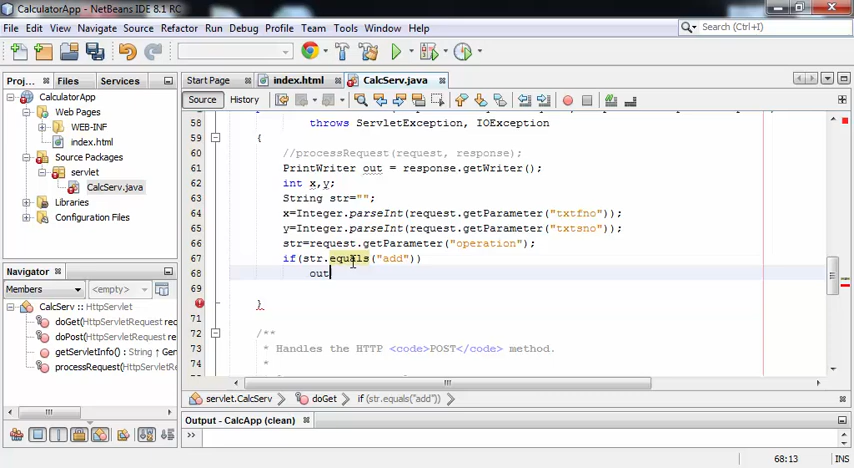 CalculatorApp - NetBeans IDE 8.1 RC
File Edit View Navigate Source Refactor Run Debug Profile Team Tools Window Help
Search (Ctrl+I)
Proj... Files Services
Start Page index.html CalcServ.java
Source History
CalculatorApp
Web Pages
WEB-INF
index.html
Source Packages
servlet
CalcServ.java
Libraries
Configuration Files
58 throws ServletException, IOException
59 {
60 //processRequest(request, response);
61 PrintWriter out = response.getWriter();
62 int x,y;
63 String str="";
64 x=Integer.parseInt(request.getParameter("txtfno"));
65 y=Integer.parseInt(request.getParameter("txtsno"));
66 str=request.getParameter("operation");
67 if(str.equals("add"))
68 out
69
}
71
72 /**
73 * Handles the HTTP <code>POST</code> method.
74 *
Navigator
Members <empty>
CalcServ :: HttpServlet
doGet(HttpServletRequest rec
doPost(HttpServletRequest re
getServletInfo() : String ↑ Gen
processRequest(HttpServletR
servlet.CalcServ doGet if (str.equals("add"))
Output - CalcApp (clean)
>>
68:13 INS